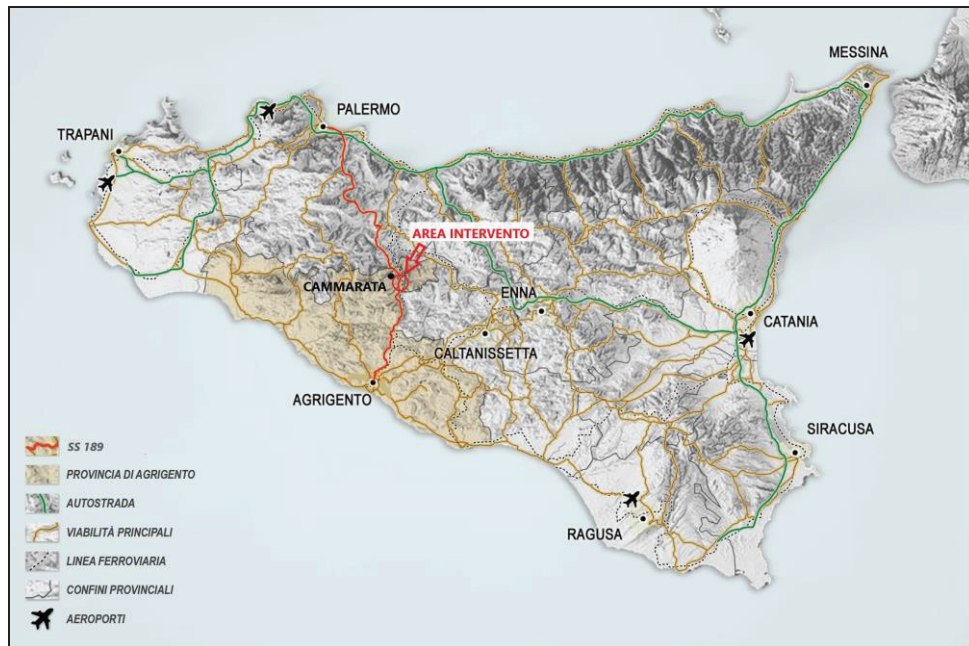 MESSINA
PALERMO
TRAPANI
AREA INTERVENTO
CAMMARATA
ENNA
CATANIA
CALTANISSETTA
AGRIGENTO
SIRACUSA
RAGUSA
SS 189
PROVINCIA DI AGRIGENTO
AUTOSTRADA
VIABILITÀ PRINCIPALI
LINEA FERROVIARIA
CONFINI PROVINCIALI
AEROPORTI